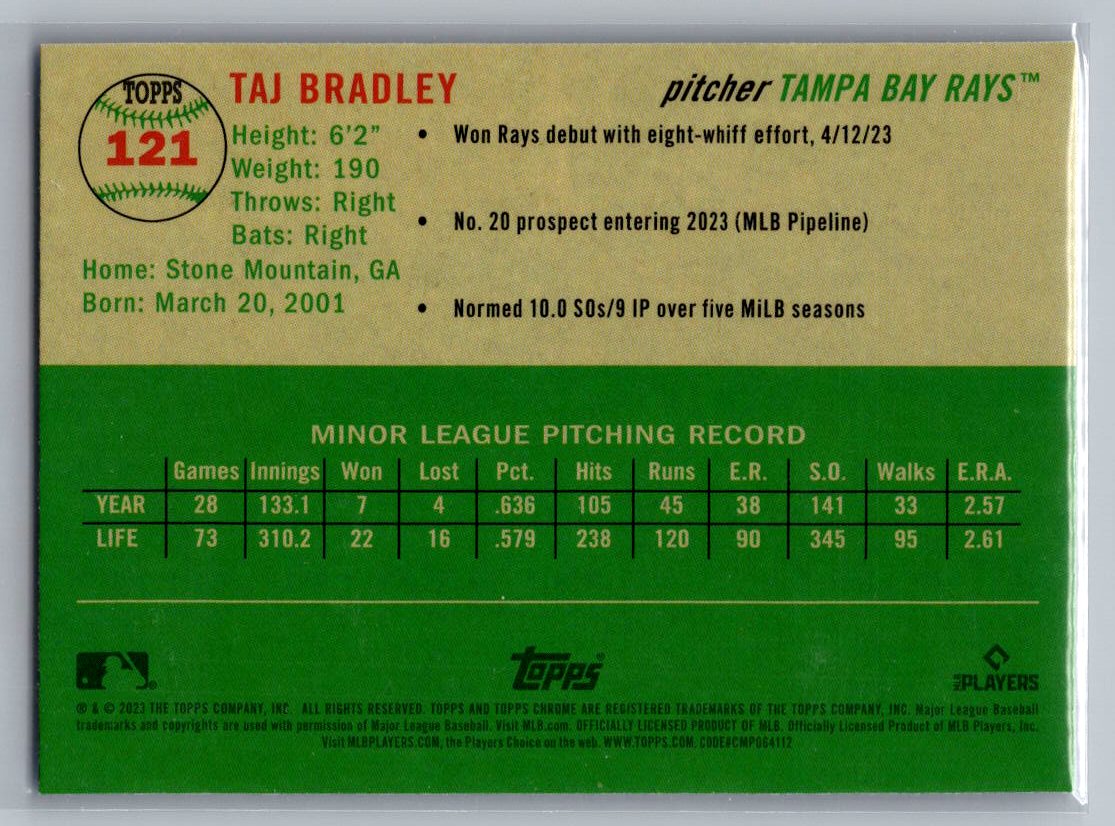 TOPPS
121
TAJ BRADLEY
pitcher TAMPA BAY RAYS™
Height: 6'2"
Weight: 190
Throws: Right
Bats: Right
Home: Stone Mountain, GA
Born: March 20, 2001
• Won Rays debut with eight-whiff effort, 4/12/23
• No. 20 prospect entering 2023 (MLB Pipeline)
• Normed 10.0 SOs/9 IP over five MiLB seasons
MINOR LEAGUE PITCHING RECORD
Games Innings Won Lost Pct. Hits Runs E.R. S.O. Walks E.R.A.
YEAR 28 133.1 7 4 .636 105 45 38 141 33 2.57
LIFE 73 310.2 22 16 .579 238 120 90 345 95 2.61
Topps®
MLB PLAYERS
® & © 2023 THE TOPPS COMPANY, INC. ALL RIGHTS RESERVED. TOPPS AND TOPPS CHROME ARE REGISTERED TRADEMARKS OF THE TOPPS COMPANY, INC. Major League Baseball
trademarks and copyrights are used with permission of Major League Baseball. Visit MLB.com. OFFICIALLY LICENSED PRODUCT OF MLB. Officially Licensed Product of MLB Players, Inc.
Visit MLBPLAYERS.COM, the Players Choice on the web. WWW.TOPPS.COM. CODE#CMP064112